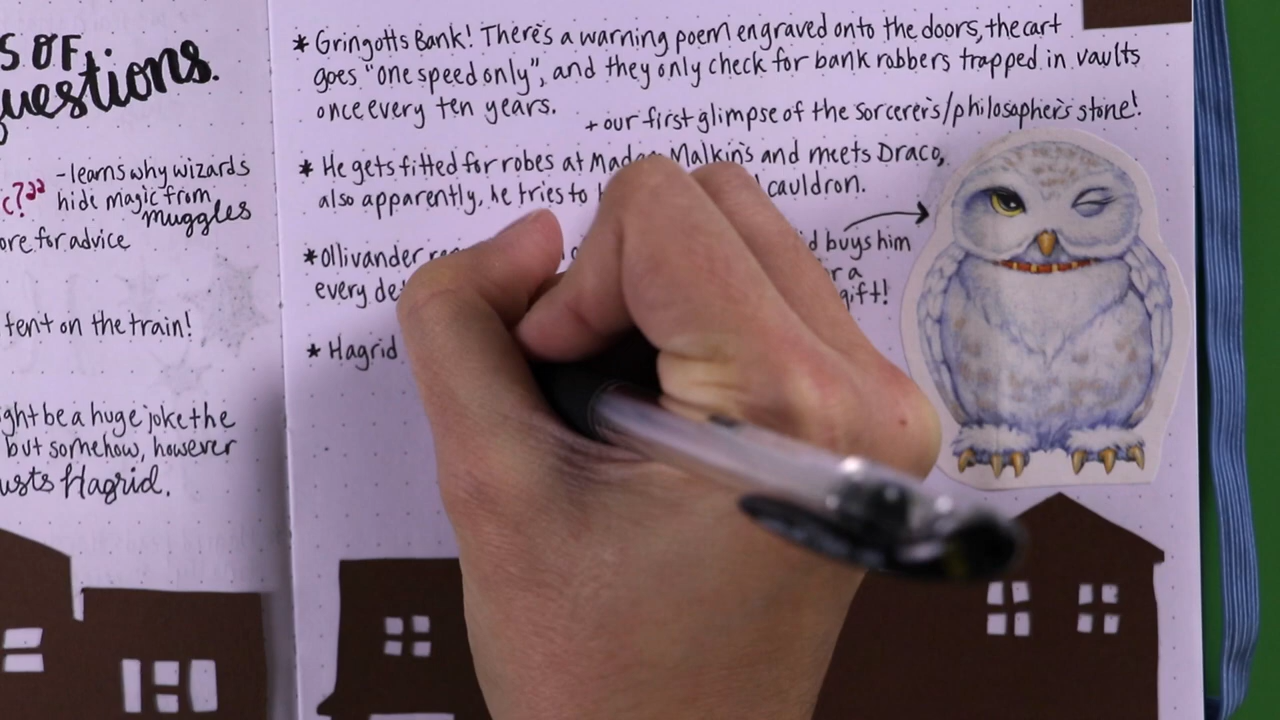 S OF
uestions.
c?"
-learns why wizards
hide magic from
muggles
ore for advice
tent on the train!
ght be a huge joke the
but somehow, however
usts Hagrid.
* Gringotts Bank! There's a warning poem engraved onto the doors, the cart
goes "one speed only", and they only check for bank robbers trapped in vaults
once every ten years.
+ our first glimpse of the Sorcerer's/philosopher's stone!
* He gets fitted for robes at Madam Malkin's and meets Draco,
also apparently, he tries to cauldron.
* Ollivander
d buys him
every
r a
gift!
* Hagrid